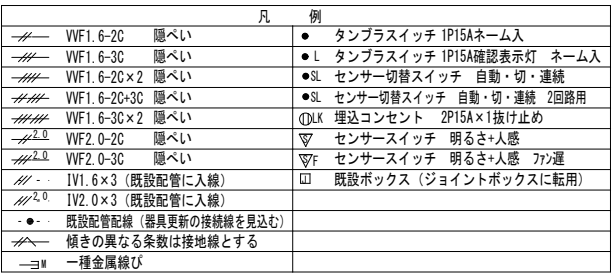 凡 例
VVF1.6-2C 隠ぺい ● タンブラスイッチ 1P15Aネーム入
VVF1.6-3C 隠ぺい ●L タンブラスイッチ 1P15A確認表示灯 ネーム入
VVF1.6-2C×2 隠ぺい ●SL センサー切替スイッチ 自動・切・連続
VVF1.6-2C+3C 隠ぺい ●SL センサー切替スイッチ 自動・切・連続 2回路用
VVF1.6-3C×2 隠ぺい LK 埋込コンセント 2P15A×1抜け止め
2.0 VVF2.0-2C 隠ぺい S センサースイッチ 明るさ+人感
2.0 VVF2.0-3C 隠ぺい SF センサースイッチ 明るさ+人感 ファン遅
IV1.6×3（既設配管に入線） 既設ボックス（ジョイントボックスに転用）
2.0 IV2.0×3（既設配管に入線）
既設配管配線（器具更新の接続線を見込む）
傾きの異なる条数は接地線とする
M 一種金属線ぴ